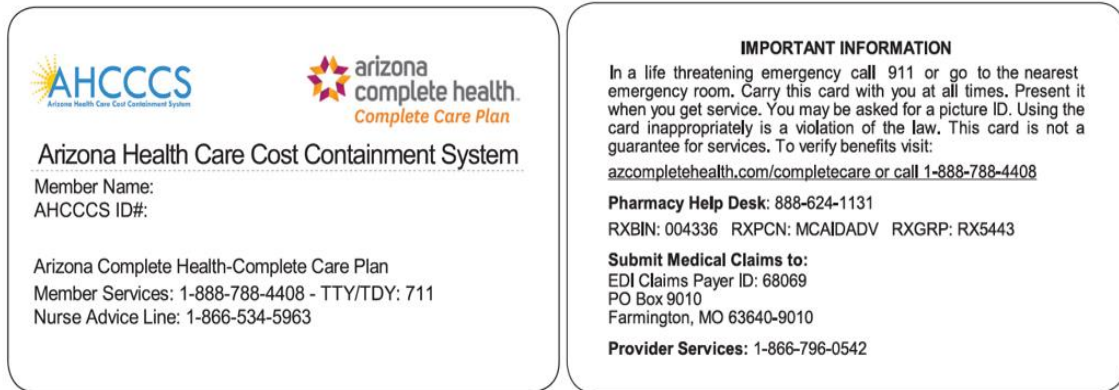 AHCCCS
Arizona Health Care Cost Containment System
arizona
complete health™
Complete Care Plan
Arizona Health Care Cost Containment System
Member Name:
AHCCCS ID#:
Arizona Complete Health-Complete Care Plan
Member Services: 1-888-788-4408 - TTY/TDY: 711
Nurse Advice Line: 1-866-534-5963
IMPORTANT INFORMATION
In a life threatening emergency call 911 or go to the nearest
emergency room. Carry this card with you at all times. Present it
when you get service. You may be asked for a picture ID. Using the
card inappropriately is a violation of the law. This card is not a
guarantee for services. To verify benefits visit:
azcompletehealth.com/completecare or call 1-888-788-4408
Pharmacy Help Desk: 888-624-1131
RXBIN: 004336 RXPCN: MCAIDADV RXGRP: RX5443
Submit Medical Claims to:
EDI Claims Payer ID: 68069
PO Box 9010
Farmington, MO 63640-9010
Provider Services: 1-866-796-0542